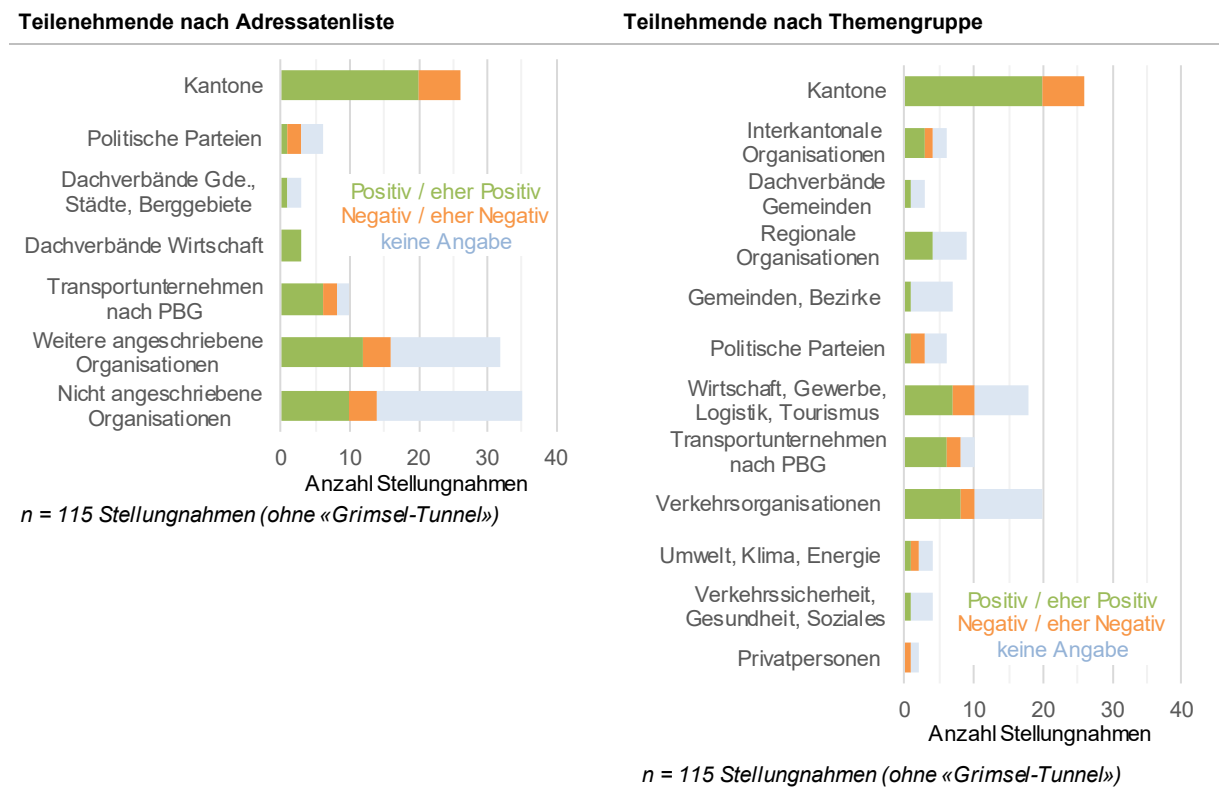 Teilenehmende nach Adressatenliste
Kantone
Politische Parteien
Dachverbände Gde.,
Städte, Berggebiete
Dachverbände Wirtschaft
Transportunternehmen
nach PBG
Weitere angeschriebene
Organisationen
Nicht angeschriebene
Organisationen
Positiv / eher Positiv
Negativ / eher Negativ
keine Angabe
0 10 20 30 40
Anzahl Stellungnahmen
n = 115 Stellungnahmen (ohne «Grimsel-Tunnel»)
Teilnehmende nach Themengruppe
Kantone
Interkantonale
Organisationen
Dachverbände
Gemeinden
Regionale
Organisationen
Gemeinden, Bezirke
Politische Parteien
Wirtschaft, Gewerbe,
Logistik, Tourismus
Transportunternehmen
nach PBG
Verkehrsorganisationen
Umwelt, Klima, Energie
Verkehrssicherheit,
Gesundheit, Soziales
Privatpersonen
Positiv / eher Positiv
Negativ / eher Negativ
keine Angabe
0 10 20 30 40
Anzahl Stellungnahmen
n = 115 Stellungnahmen (ohne «Grimsel-Tunnel»)